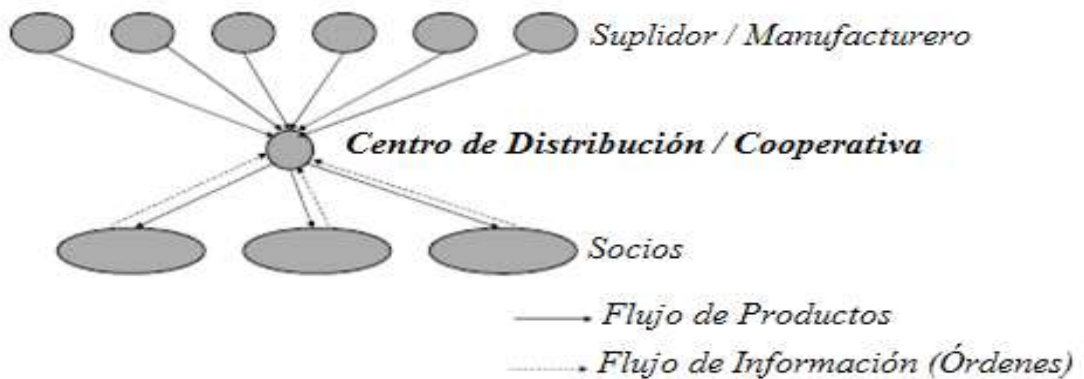 Suplidor / Manufacturero
Centro de Distribución / Cooperativa
Socios
Flujo de Productos
Flujo de Información (Órdenes)